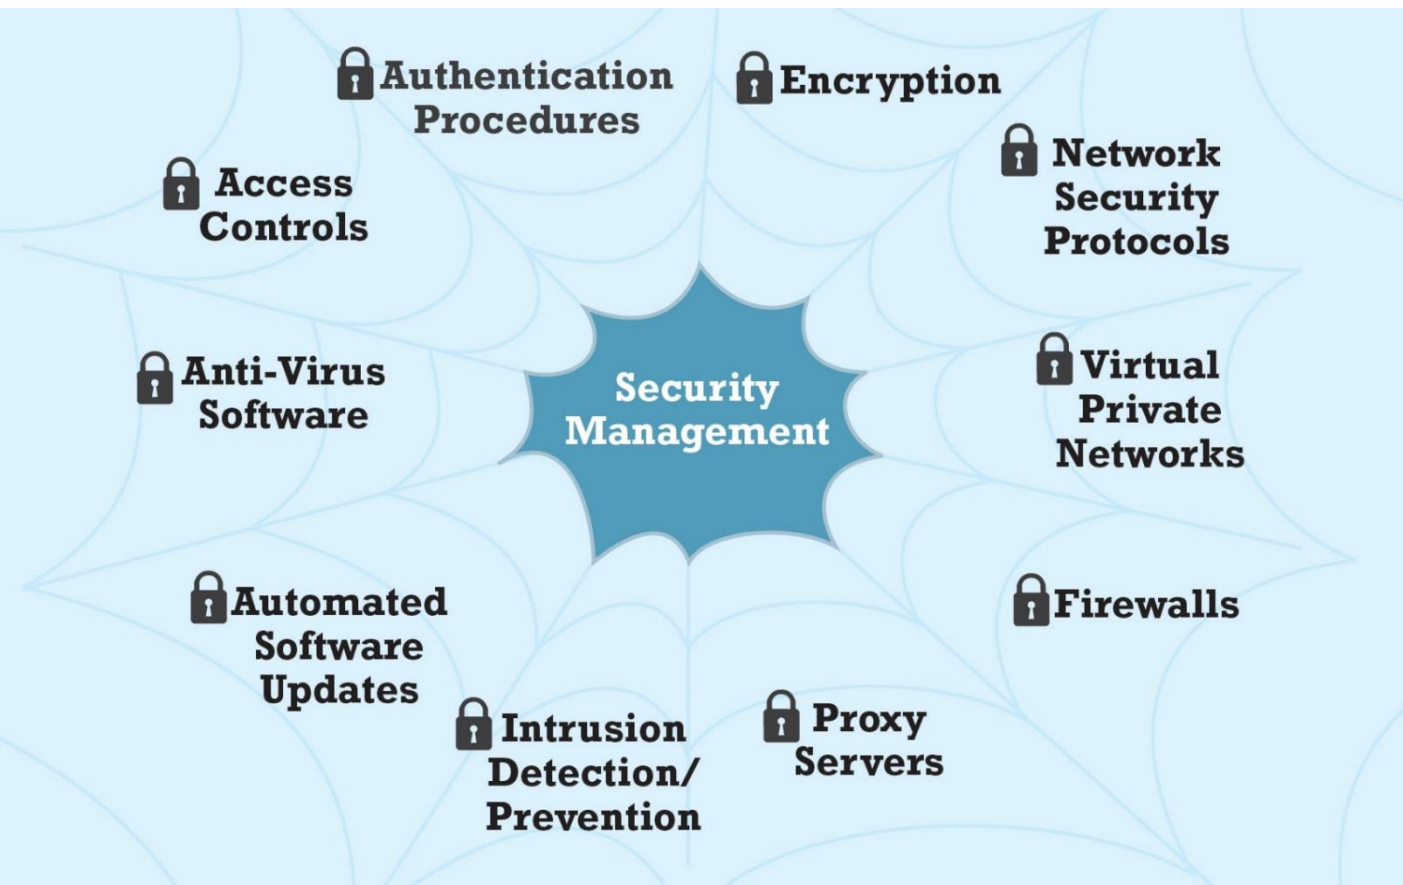 Authentication
Procedures
Encryption
Network
Security
Protocols
Access
Controls
Virtual
Private
Networks
Anti-Virus
Software
Security
Management
Firewalls
Automated
Software
Updates
Proxy
Servers
Intrusion
Detection/
Prevention